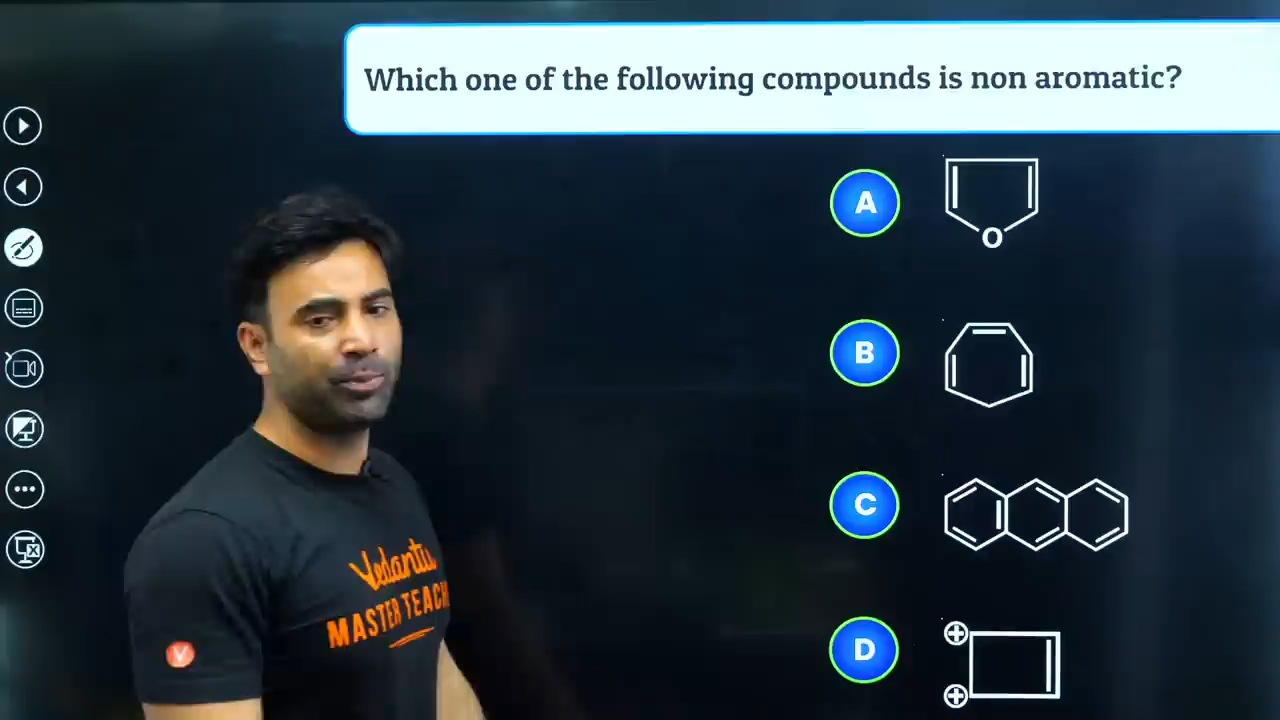 Which one of the following compounds is non aromatic?
A
O
B
C
D
Vedantu
MASTER TEACH
V